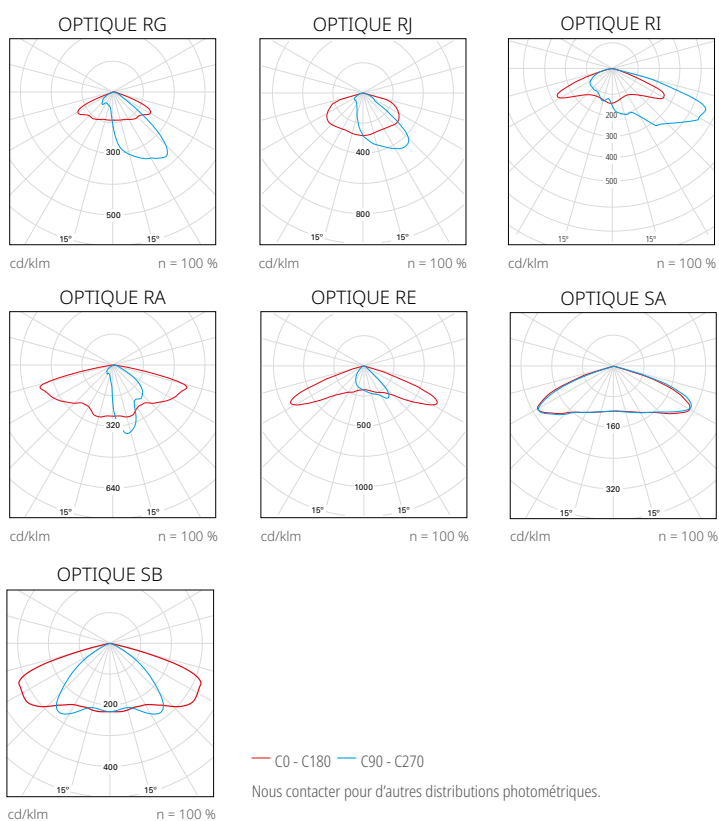 OPTIQUE RG
300
500
15° 15°
cd/klm n = 100 %
OPTIQUE RJ
400
800
15° 15°
cd/klm n = 100 %
OPTIQUE RI
200
300
400
500
15° 15°
cd/klm n = 100 %
OPTIQUE RA
320
640
15° 15°
cd/klm n = 100 %
OPTIQUE RE
500
1000
15° 15°
cd/klm n = 100 %
OPTIQUE SA
160
320
15° 15°
cd/klm n = 100 %
OPTIQUE SB
200
400
15° 15°
cd/klm n = 100 %
C0 - C180 C90 - C270
Nous contacter pour d’autres distributions photométriques.